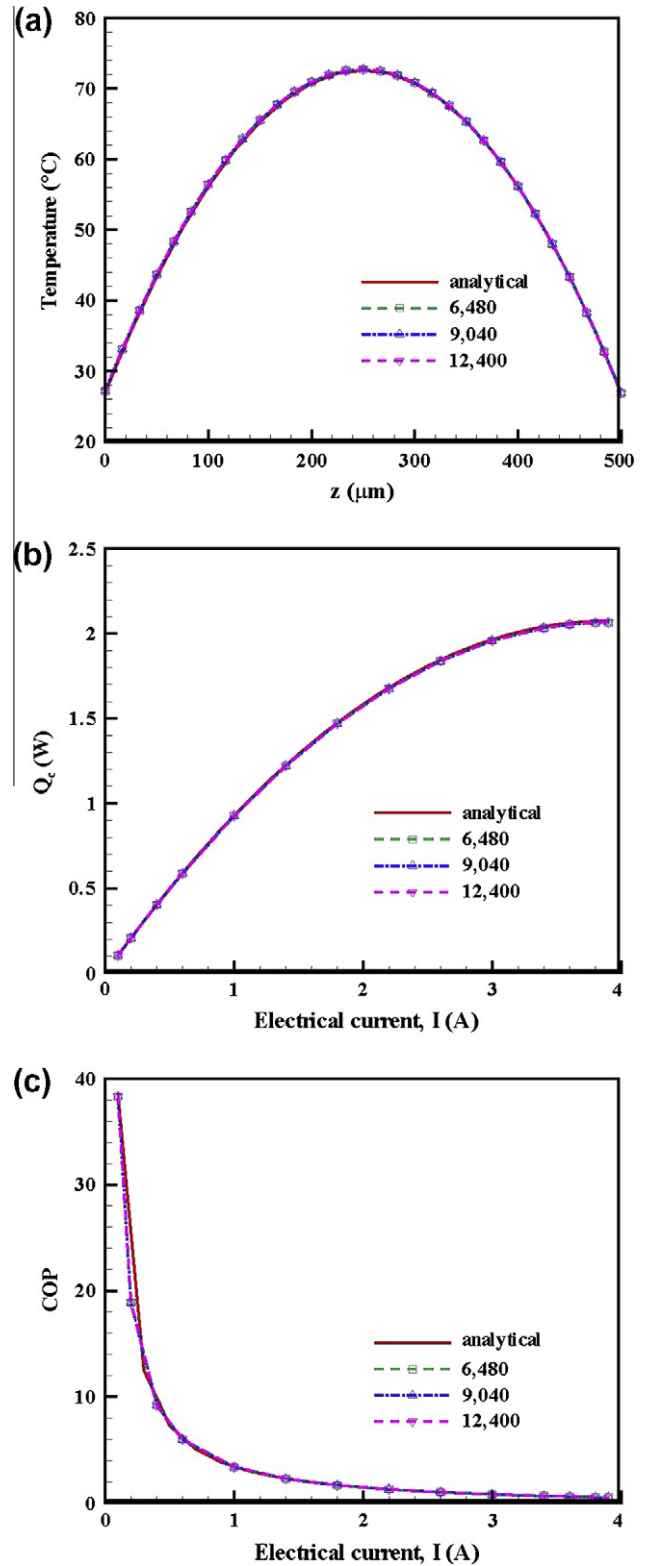 (a)
80
70
60
50
40
30
20
Temperature (°C)
analytical
6,480
9,040
12,400
0 100 200 300 400 500
z (μm)
(b)
2.5
2
1.5
1
0.5
0
Q_c (W)
analytical
6,480
9,040
12,400
0 1 2 3 4
Electrical current, I (A)
(c)
40
30
20
10
0
COP
analytical
6,480
9,040
12,400
0 1 2 3 4
Electrical current, I (A)